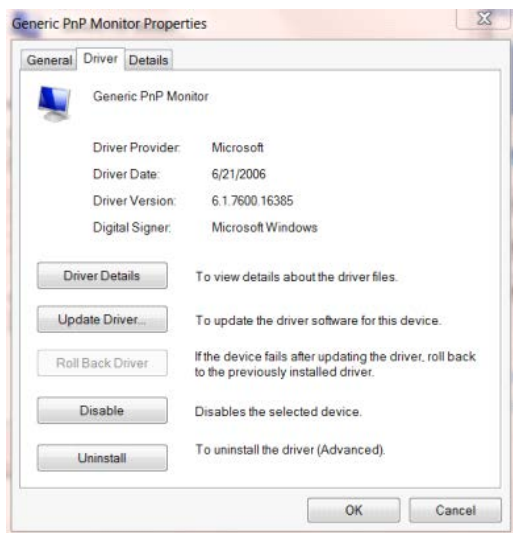 Generic PnP Monitor Properties
General Driver Details
Generic PnP Monitor
Driver Provider: Microsoft
Driver Date: 6/21/2006
Driver Version: 6.1.7600.16385
Digital Signer: Microsoft Windows
Driver Details To view details about the driver files.
Update Driver... To update the driver software for this device.
Roll Back Driver If the device fails after updating the driver, roll back
to the previously installed driver.
Disable Disables the selected device.
Uninstall To uninstall the driver (Advanced).
OK Cancel